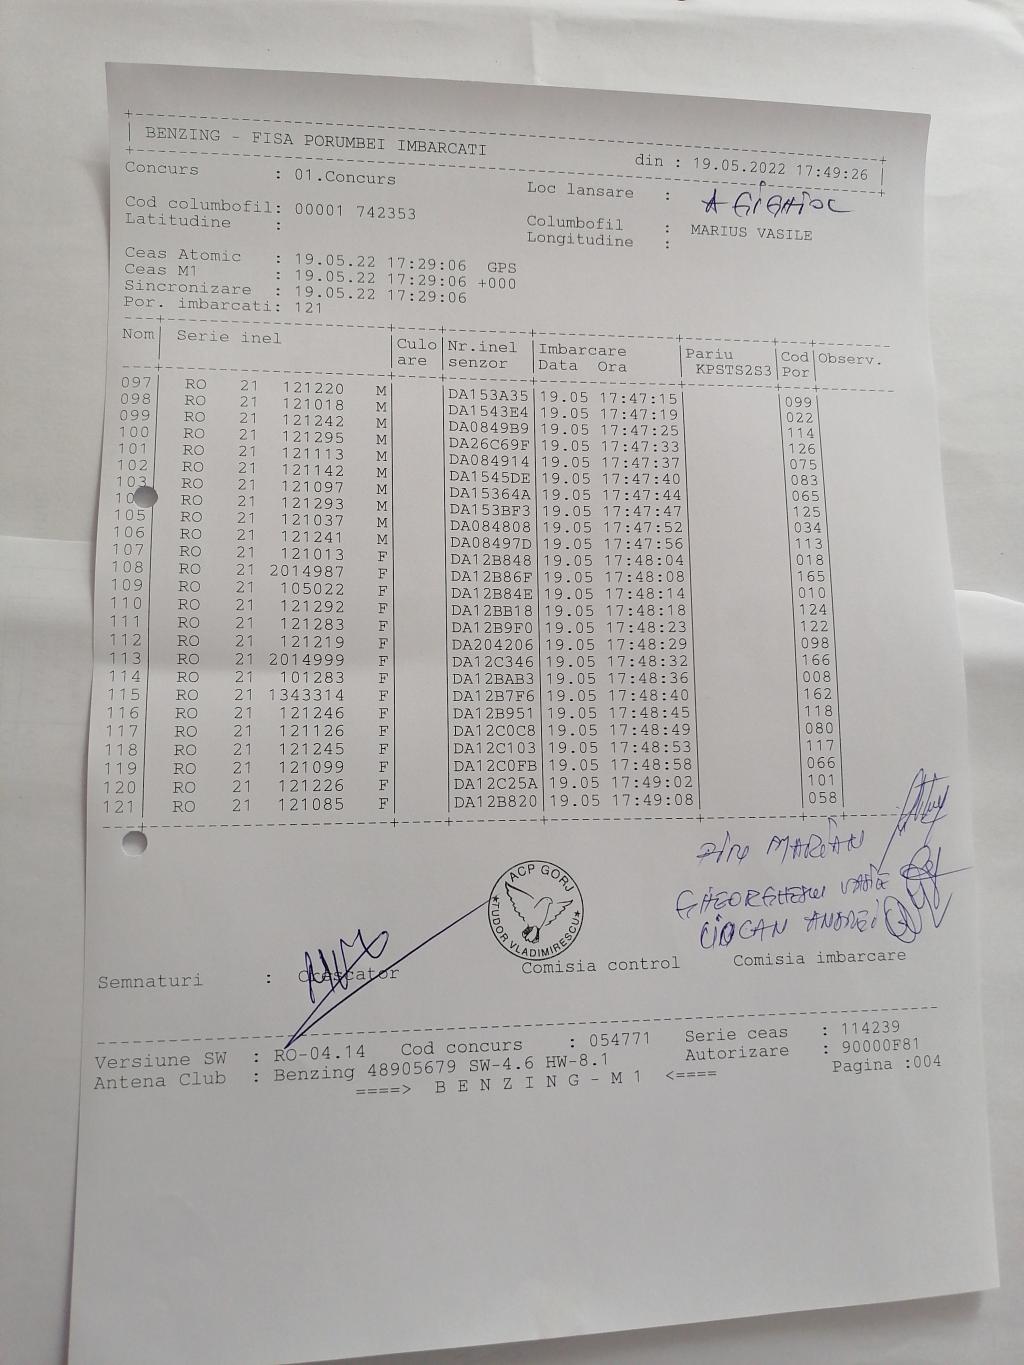 BENZING - FISA PORUMBEI IMBARCATI din : 19.05.2022 17:49:26
Concurs : 01.Concurs Loc lansare : AGIGHIOL
Cod columbofil: 00001 742353 Columbofil : MARIUS VASILE
Latitudine : Longitudine :
Ceas Atomic : 19.05.22 17:29:06 GPS
Ceas M1 : 19.05.22 17:29:06 +000
Sincronizare : 19.05.22 17:29:06
Por. imbarcati: 121
Nom Serie inel Culo Nr.inel Imbarcare Pariu Cod Observ.
are senzor Data Ora KPSTS2S3 Por
097 RO 21 121220 M DA153A35 19.05 17:47:15 099
098 RO 21 121018 M DA1543E4 19.05 17:47:19 022
099 RO 21 121242 M DA0849B9 19.05 17:47:25 114
100 RO 21 121295 M DA26C69F 19.05 17:47:33 126
101 RO 21 121113 M DA084914 19.05 17:47:37 075
102 RO 21 121142 M DA1545DE 19.05 17:47:40 083
103 RO 21 121097 M DA15364A 19.05 17:47:44 065
10 RO 21 121293 M DA153BF3 19.05 17:47:47 125
105 RO 21 121037 M DA084808 19.05 17:47:52 034
106 RO 21 121241 M DA08497D 19.05 17:47:56 113
107 RO 21 121013 F DA12B848 19.05 17:48:04 018
108 RO 21 2014987 F DA12B86F 19.05 17:48:08 165
109 RO 21 105022 F DA12B84E 19.05 17:48:14 010
110 RO 21 121292 F DA12BB18 19.05 17:48:18 124
111 RO 21 121283 F DA12B9F0 19.05 17:48:23 122
112 RO 21 121219 F DA204206 19.05 17:48:29 098
113 RO 21 2014999 F DA12C346 19.05 17:48:32 166
114 RO 21 101283 F DA12BAB3 19.05 17:48:36 008
115 RO 21 1343314 F DA12B7F6 19.05 17:48:40 162
116 RO 21 121246 F DA12B951 19.05 17:48:45 118
117 RO 21 121126 F DA12C0C8 19.05 17:48:49 080
118 RO 21 121245 F DA12C103 19.05 17:48:53 117
119 RO 21 121099 F DA12C0FB 19.05 17:48:58 066
120 RO 21 121226 F DA12C25A 19.05 17:49:02 101
121 RO 21 121085 F DA12B820 19.05 17:49:08 058
MARIAN
GHEORGHESCU VASILE
CIOCAN ANDREI
ACP GORJ
★TUDOR VLADIMIRESCU★
Semnaturi : Crescator Comisia control Comisia imbarcare
Versiune SW : RO-04.14 Cod concurs : 054771 Serie ceas : 114239
Antena Club : Benzing 48905679 SW-4.6 HW-8.1 Autorizare : 90000F81
====> B E N Z I N G - M 1 <==== Pagina :004